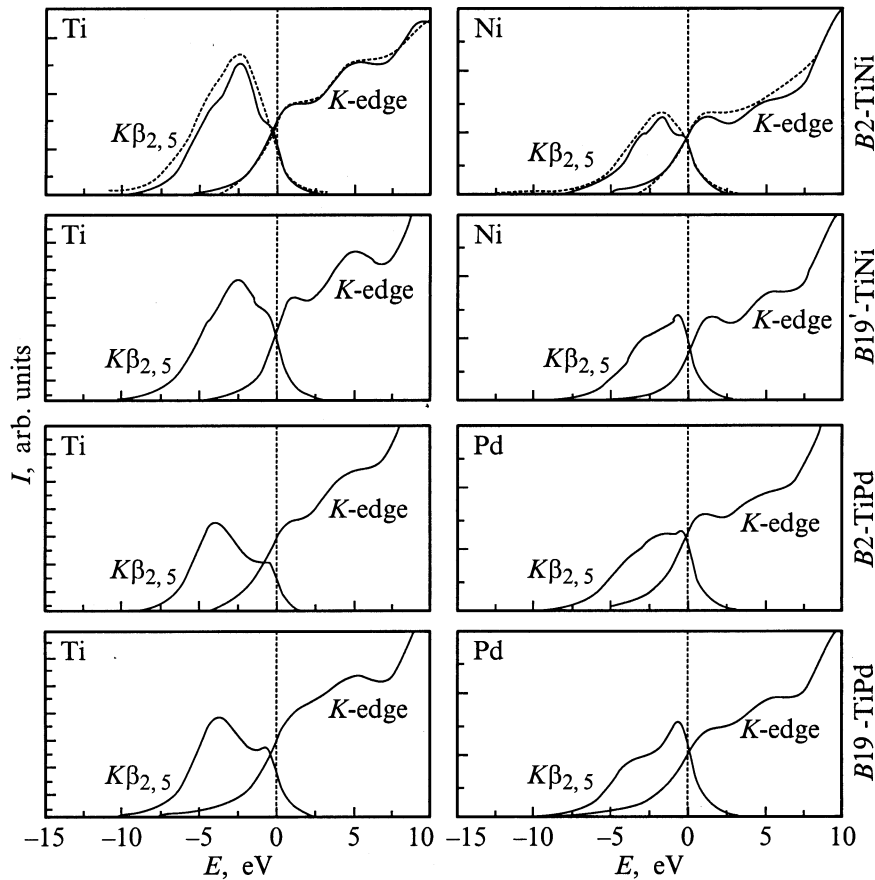 Ti
Kβ2, 5
K-edge
Ni
Kβ2, 5
K-edge
B2-TiNi
Ti
Kβ2, 5
K-edge
Ni
Kβ2, 5
K-edge
B19′-TiNi
I, arb. units
Ti
Kβ2, 5
K-edge
Pd
Kβ2, 5
K-edge
B2-TiPd
Ti
Kβ2, 5
K-edge
Pd
Kβ2, 5
K-edge
B19 -TiPd
−15 −10 −5 0 5 10
−15 −10 −5 0 5 10
E, eV
E, eV